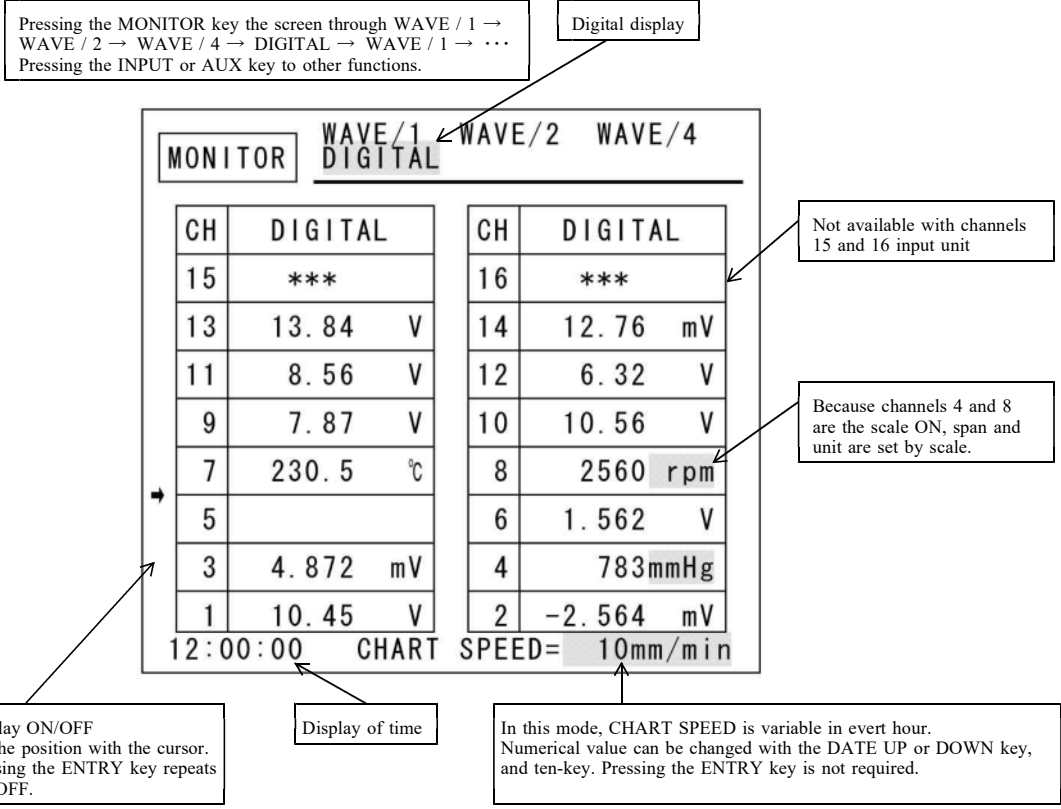 Pressing the MONITOR key the screen through WAVE / 1 →
WAVE / 2 → WAVE / 4 → DIGITAL → WAVE / 1 → ···
Pressing the INPUT or AUX key to other functions.
Digital display
MONITOR
WAVE/1 WAVE/2 WAVE/4
DIGITAL
CH DIGITAL CH DIGITAL
15 *** 16 ***
13 13.84 V 14 12.76 mV
11 8.56 V 12 6.32 V
9 7.87 V 10 10.56 V
7 230.5 ℃ 8 2560 rpm
5 6 1.562 V
3 4.872 mV 4 783mmHg
1 10.45 V 2 -2.564 mV
12:00:00 CHART SPEED= 10mm/min
Not available with channels
15 and 16 input unit
Because channels 4 and 8
are the scale ON, span and
unit are set by scale.
lay ON/OFF
he position with the cursor.
sing the ENTRY key repeats
OFF.
Display of time
In this mode, CHART SPEED is variable in evert hour.
Numerical value can be changed with the DATE UP or DOWN key,
and ten-key. Pressing the ENTRY key is not required.